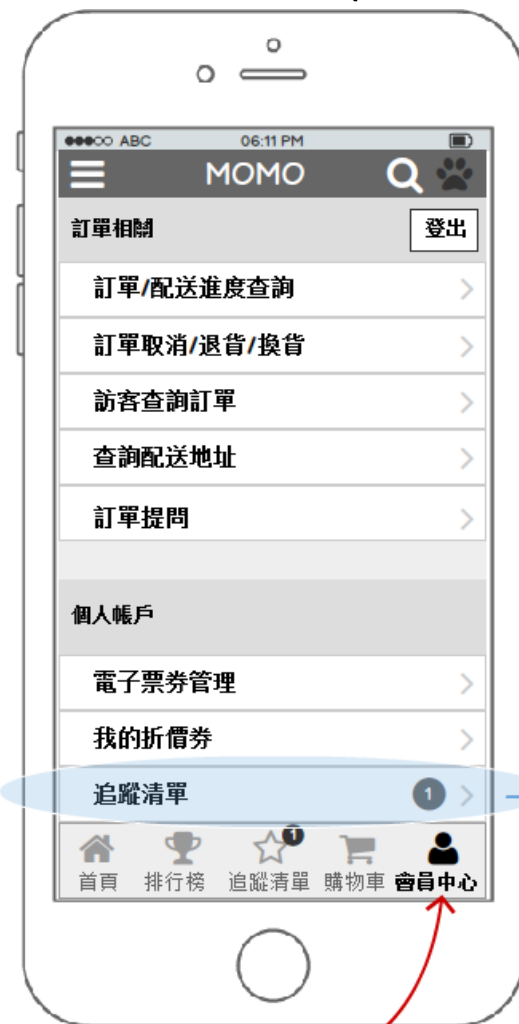 ABC 06:11 PM
MOMO
訂單相關 登出
訂單/配送進度查詢
訂單取消/退貨/換貨
訪客查詢訂單
查詢配送地址
訂單提問
個人帳戶
電子票券管理
我的折價券
追蹤清單 1
1
首頁 排行榜 追蹤清單 購物車 會員中心